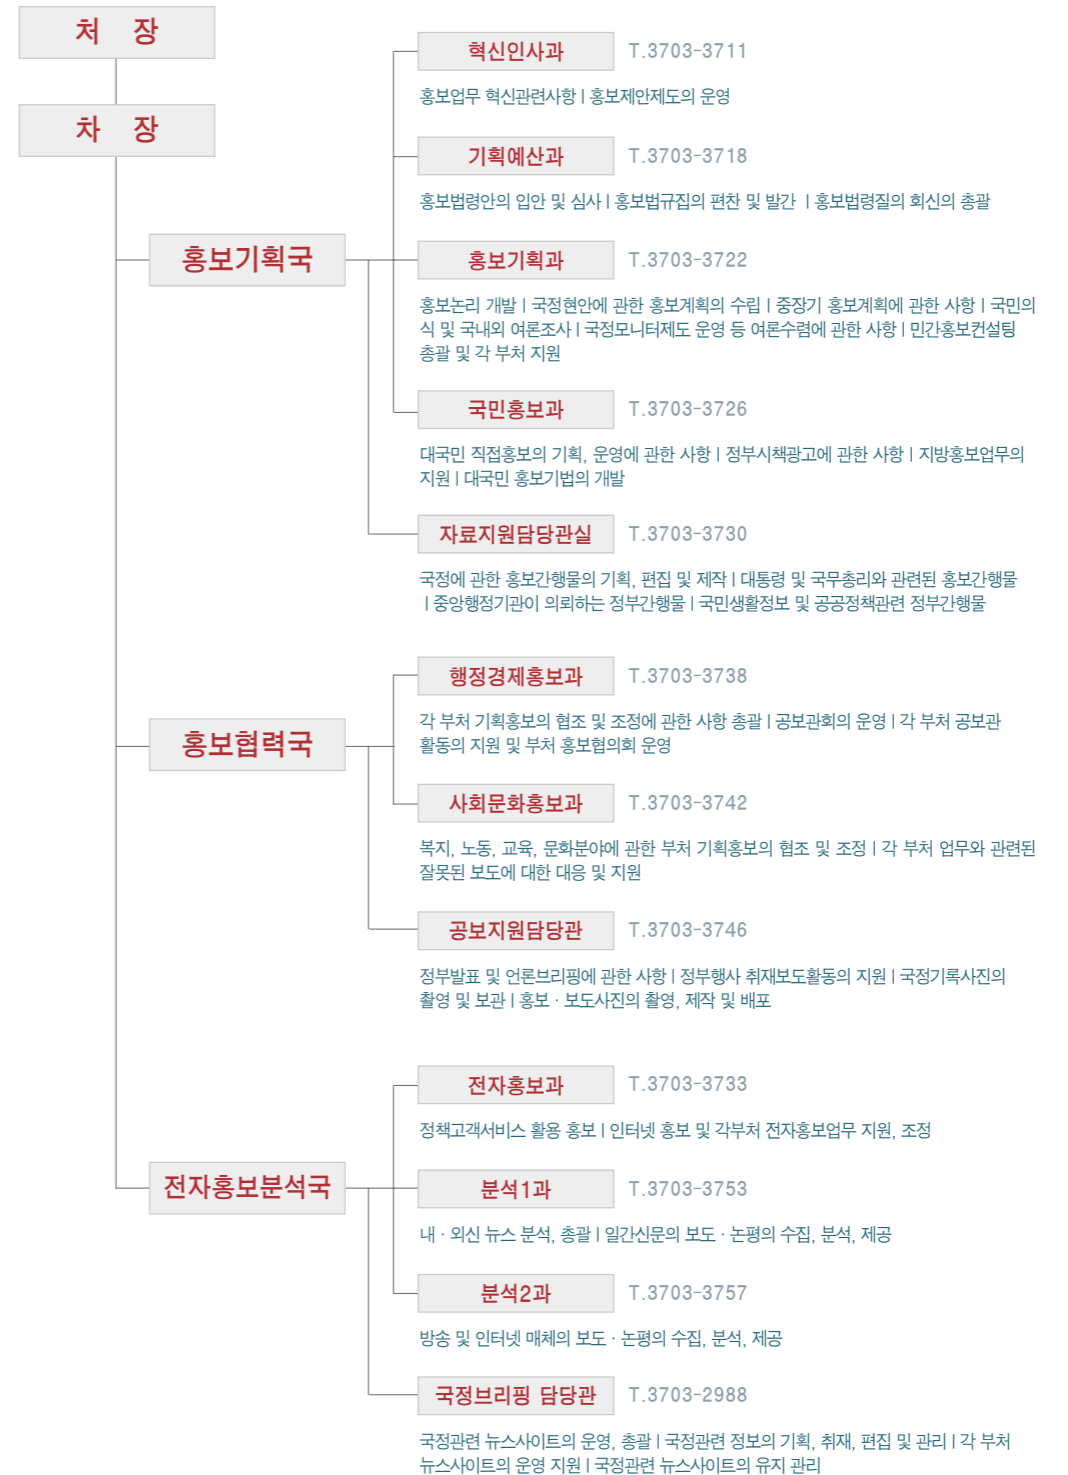 처 장
차 장
홍보기획국
혁신인사과 T.3703-3711
홍보업무 혁신관련사항 | 홍보제안제도의 운영
기획예산과 T.3703-3718
홍보법령안의 입안 및 심사 | 홍보법규집의 편찬 및 발간 | 홍보법령질의 회신의 총괄
홍보기획과 T.3703-3722
홍보논리 개발 | 국정현안에 관한 홍보계획의 수립 | 중장기 홍보계획에 관한 사항 | 국민의
식 및 국내외 여론조사 | 국정모니터제도 운영 등 여론수렴에 관한 사항 | 민간홍보컨설팅
총괄 및 각 부처 지원
국민홍보과 T.3703-3726
대국민 직접홍보의 기획, 운영에 관한 사항 | 정부시책광고에 관한 사항 | 지방홍보업무의
지원 | 대국민 홍보기법의 개발
자료지원담당관실 T.3703-3730
국정에 관한 홍보간행물의 기획, 편집 및 제작 | 대통령 및 국무총리와 관련된 홍보간행물
| 중앙행정기관이 의뢰하는 정부간행물 | 국민생활정보 및 공공정책관련 정부간행물
홍보협력국
행정경제홍보과 T.3703-3738
각 부처 기획홍보의 협조 및 조정에 관한 사항 총괄 | 공보관회의 운영 | 각 부처 공보관
활동의 지원 및 부처 홍보협의회 운영
사회문화홍보과 T.3703-3742
복지, 노동, 교육, 문화분야에 관한 부처 기획홍보의 협조 및 조정 | 각 부처 업무와 관련된
잘못된 보도에 대한 대응 및 지원
공보지원담당관 T.3703-3746
정부발표 및 언론브리핑에 관한 사항 | 정부행사 취재보도활동의 지원 | 국정기록사진의
촬영 및 보관 | 홍보 · 보도사진의 촬영, 제작 및 배포
전자홍보분석국
전자홍보과 T.3703-3733
정책고객서비스 활용 홍보 | 인터넷 홍보 및 각부처 전자홍보업무 지원, 조정
분석1과 T.3703-3753
내 · 외신 뉴스 분석, 총괄 | 일간신문의 보도 · 논평의 수집, 분석, 제공
분석2과 T.3703-3757
방송 및 인터넷 매체의 보도 · 논평의 수집, 분석, 제공
국정브리핑 담당관 T.3703-2988
국정관련 뉴스사이트의 운영, 총괄 | 국정관련 정보의 기획, 취재, 편집 및 관리 | 각 부처
뉴스사이트의 운영 지원 | 국정관련 뉴스사이트의 유지 관리